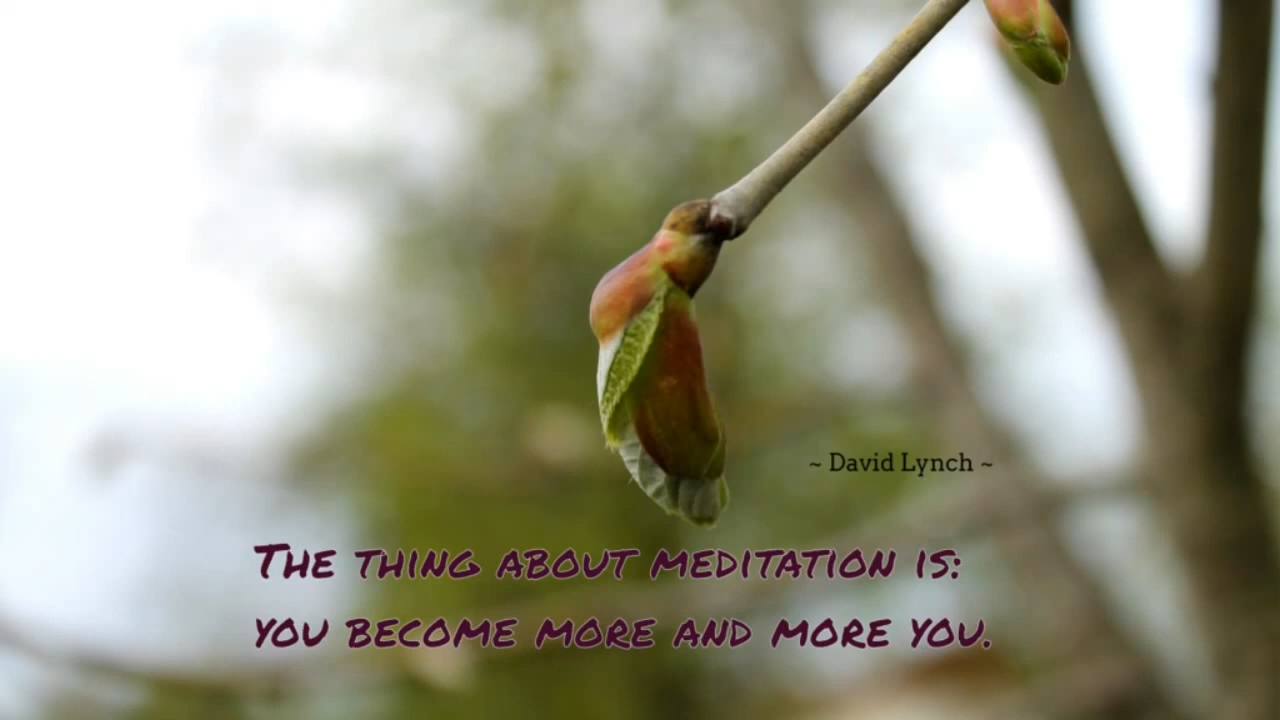 ~ David Lynch ~
The thing about meditation is:
you become more and more you.